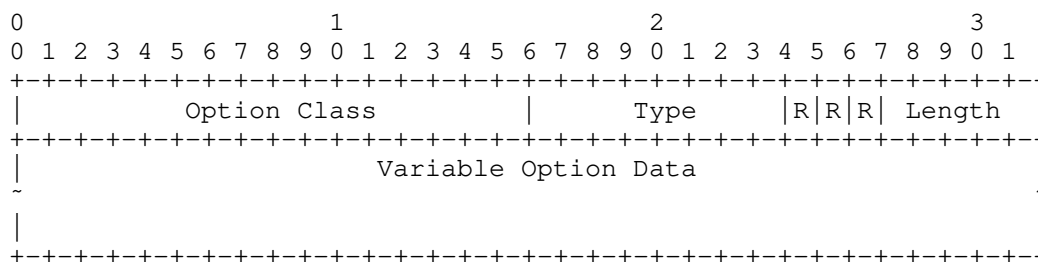 0                   1                   2                   3
0 1 2 3 4 5 6 7 8 9 0 1 2 3 4 5 6 7 8 9 0 1 2 3 4 5 6 7 8 9 0 1
+-+-+-+-+-+-+-+-+-+-+-+-+-+-+-+-+-+-+-+-+-+-+-+-+-+-+-+-+-+-+-+-
|          Option Class         |      Type     |R|R|R| Length
+-+-+-+-+-+-+-+-+-+-+-+-+-+-+-+-+-+-+-+-+-+-+-+-+-+-+-+-+-+-+-+-
|                      Variable Option Data
~                                                               ~
|
+-+-+-+-+-+-+-+-+-+-+-+-+-+-+-+-+-+-+-+-+-+-+-+-+-+-+-+-+-+-+-+-